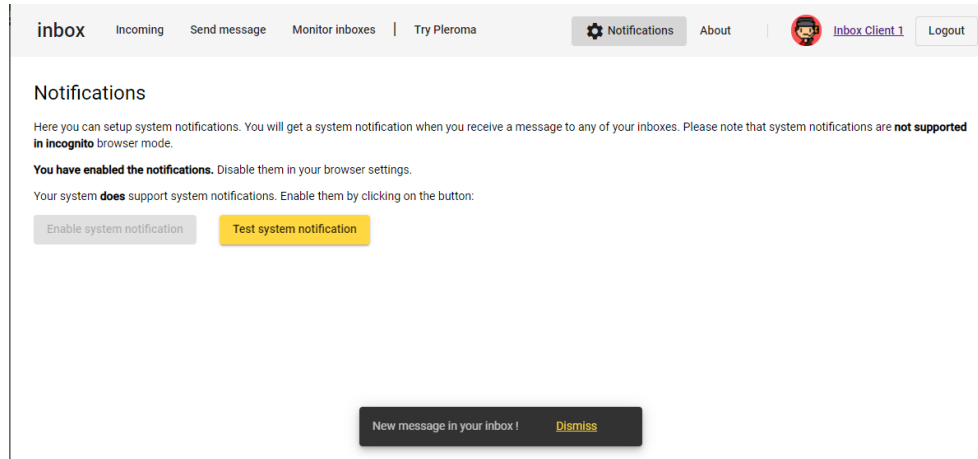 inbox Incoming Send message Monitor inboxes | Try Pleroma Notifications About Inbox Client 1 Logout
Notifications
Here you can setup system notifications. You will get a system notification when you receive a message to any of your inboxes. Please note that system notifications are not supported
in incognito browser mode.
You have enabled the notifications. Disable them in your browser settings.
Your system does support system notifications. Enable them by clicking on the button:
Enable system notification Test system notification
New message in your inbox ! Dismiss